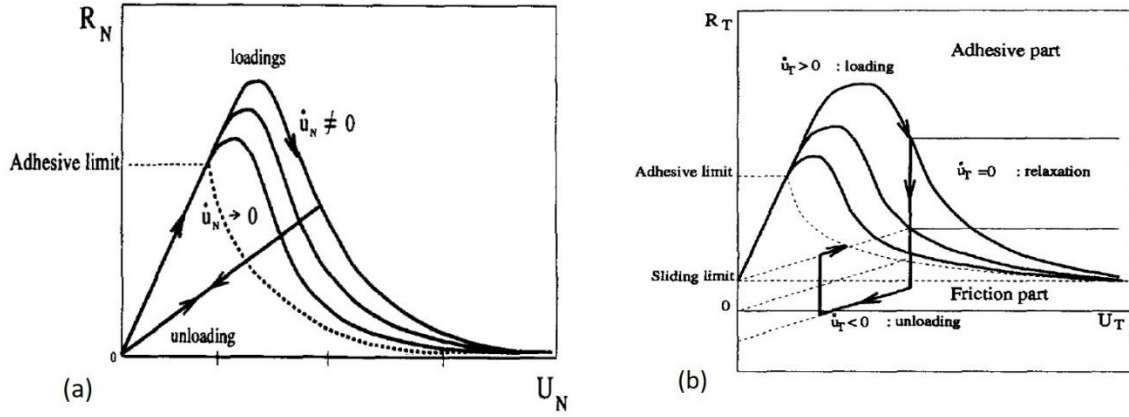 R_N
loadings
u̇_N ≠ 0
Adhesive limit
u̇_N → 0
unloading
0
U_N
(a)
R_T
Adhesive part
u̇_T > 0 : loading
Adhesive limit
u̇_T = 0 : relaxation
Sliding limit
Friction part
0
u̇_T < 0 : unloading
U_T
(b)